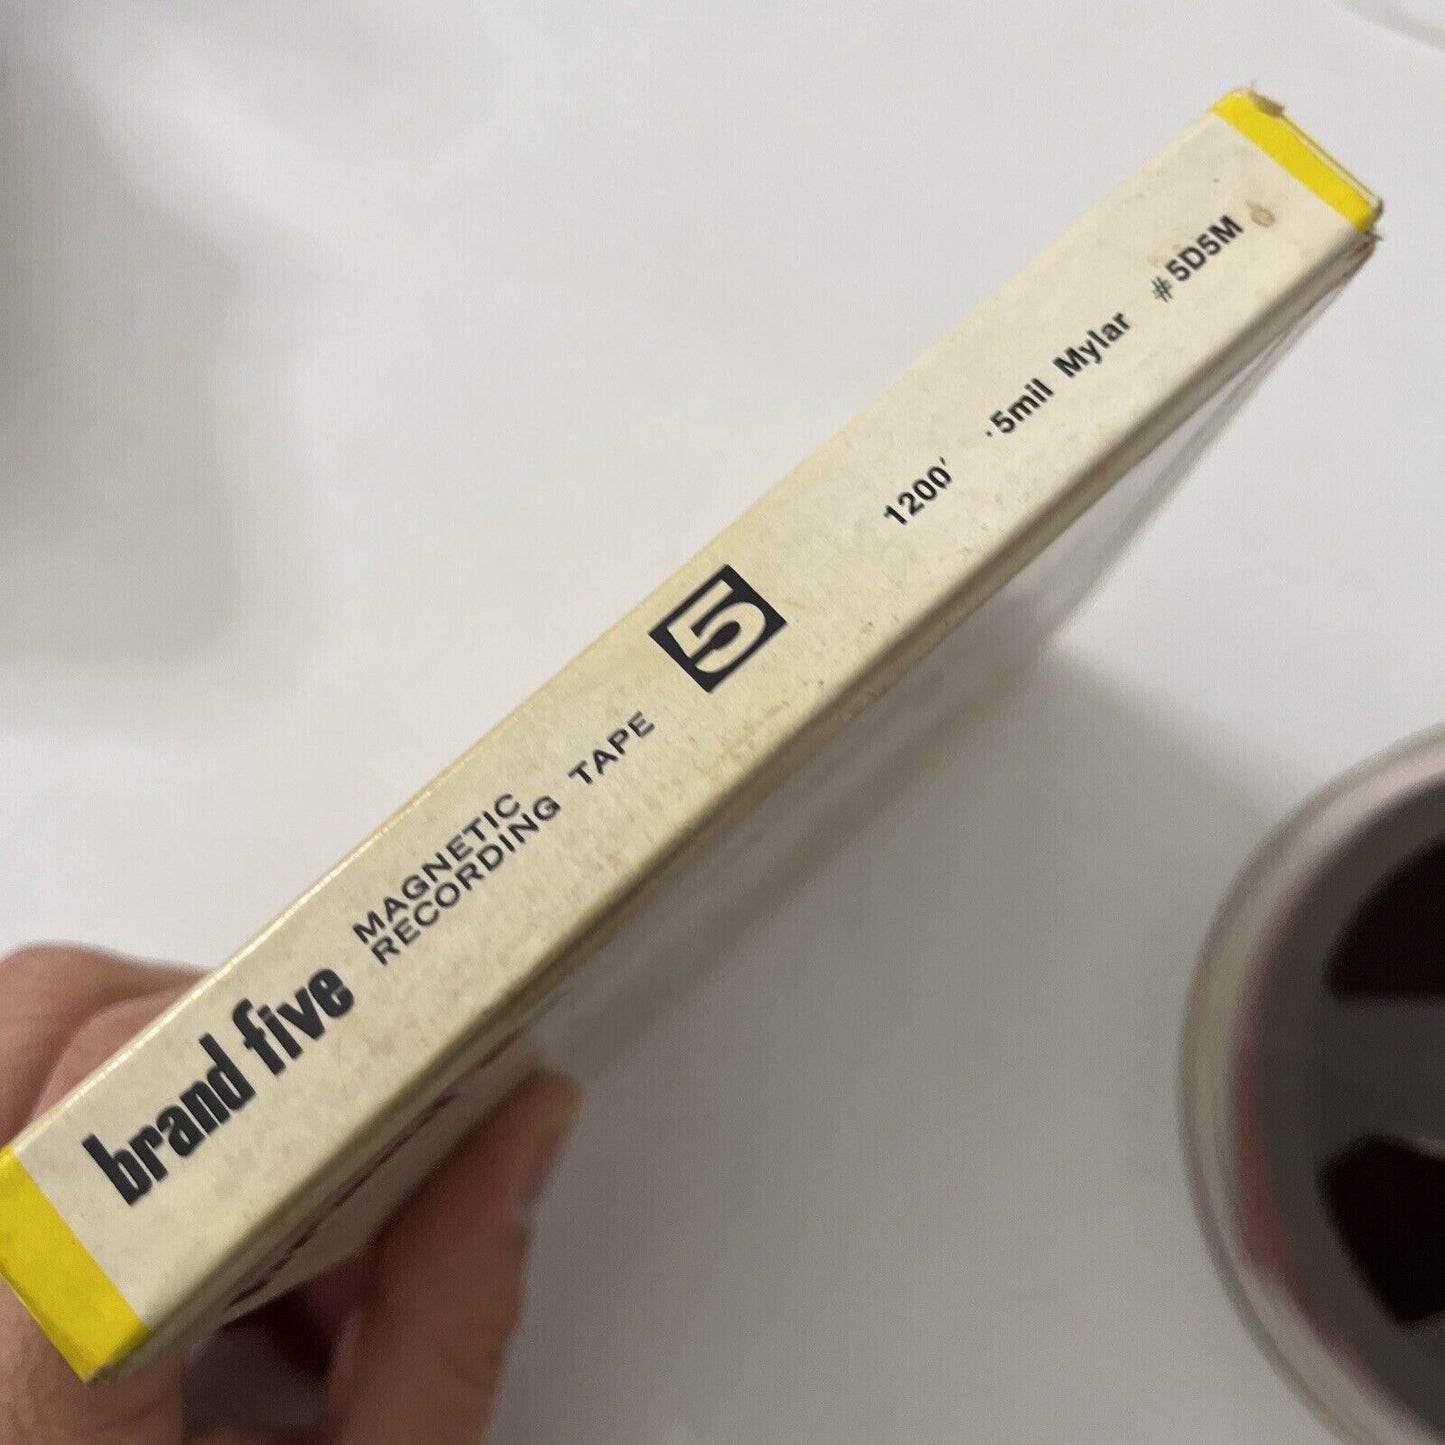 brand five
MAGNETIC
RECORDING TAPE
5
1200' .5mil Mylar #5D5M